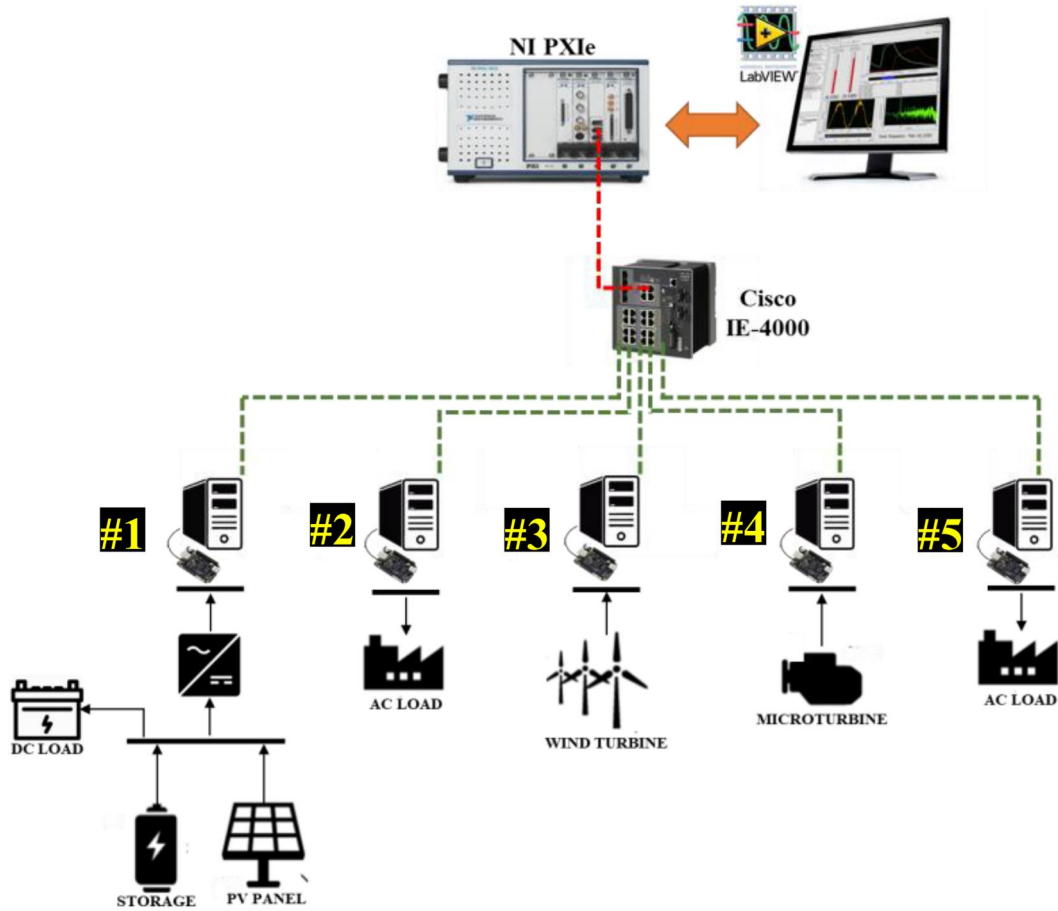 NI PXIe
LabVIEW
Cisco
IE-4000
#1
#2
#3
#4
#5
AC LOAD
WIND TURBINE
MICROTURBINE
AC LOAD
DC LOAD
STORAGE
PV PANEL